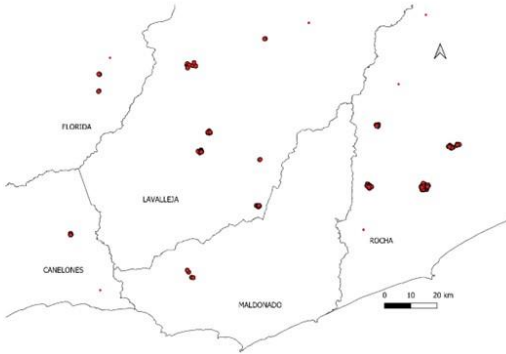 FLORIDA
LAVALLEJA
ROCHA
CANELONES
MALDONADO
0 10 20 km